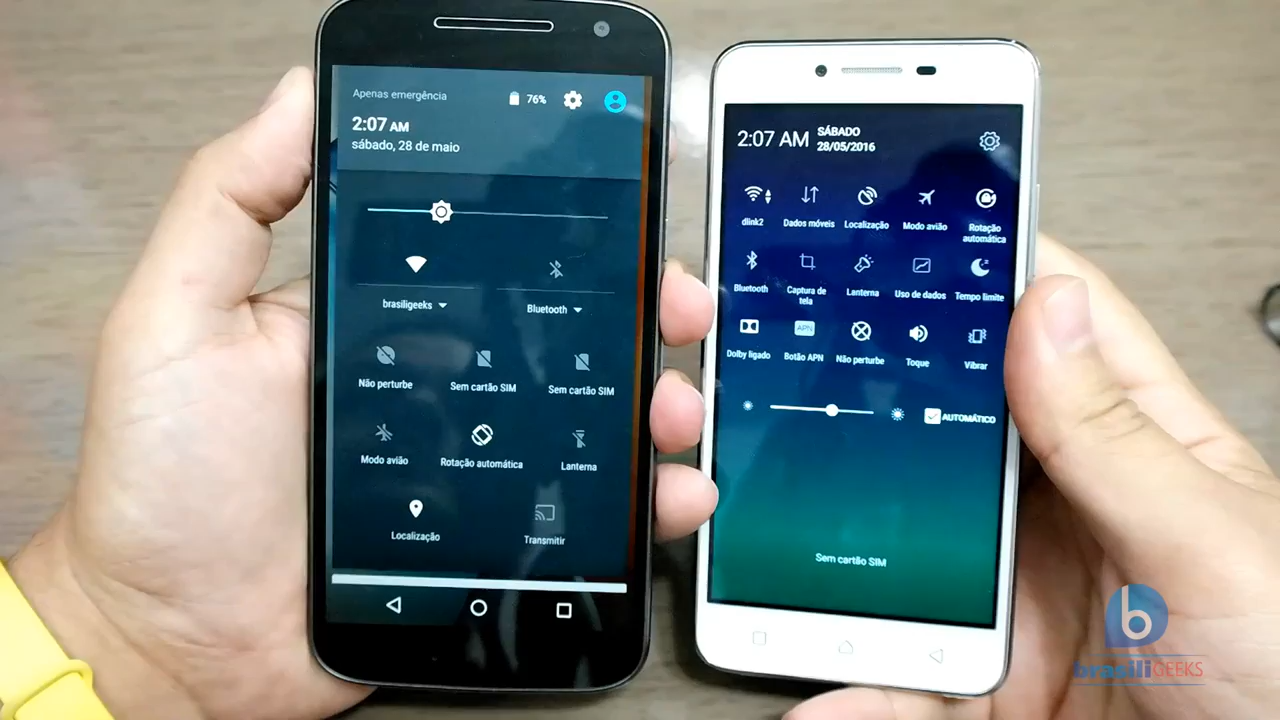 Apenas emergência
76%
2:07 AM
sábado, 28 de maio
brasiligeeks
Bluetooth
Não perturbe
Sem cartão SIM
Sem cartão SIM
Modo avião
Rotação automática
Lanterna
Localização
Transmitir
2:07 AM
SÁBADO
28/05/2016
dlink2
Dados móveis
Localização
Modo avião
Rotação
automática
Bluetooth
Captura de
tela
Lanterna
Uso de dados
Tempo limite
APN
Dolby ligado
Botão APN
Não perturbe
Toque
Vibrar
AUTOMÁTICO
Sem cartão SIM
b
brasiliGEEKS